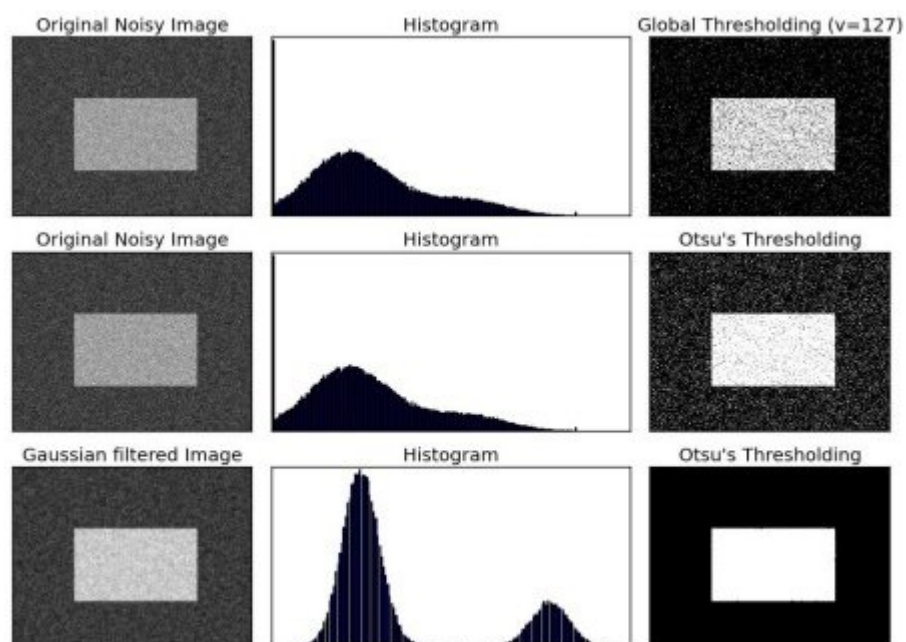 Original Noisy Image
Histogram
Global Thresholding (v=127)
Original Noisy Image
Histogram
Otsu's Thresholding
Gaussian filtered Image
Histogram
Otsu's Thresholding